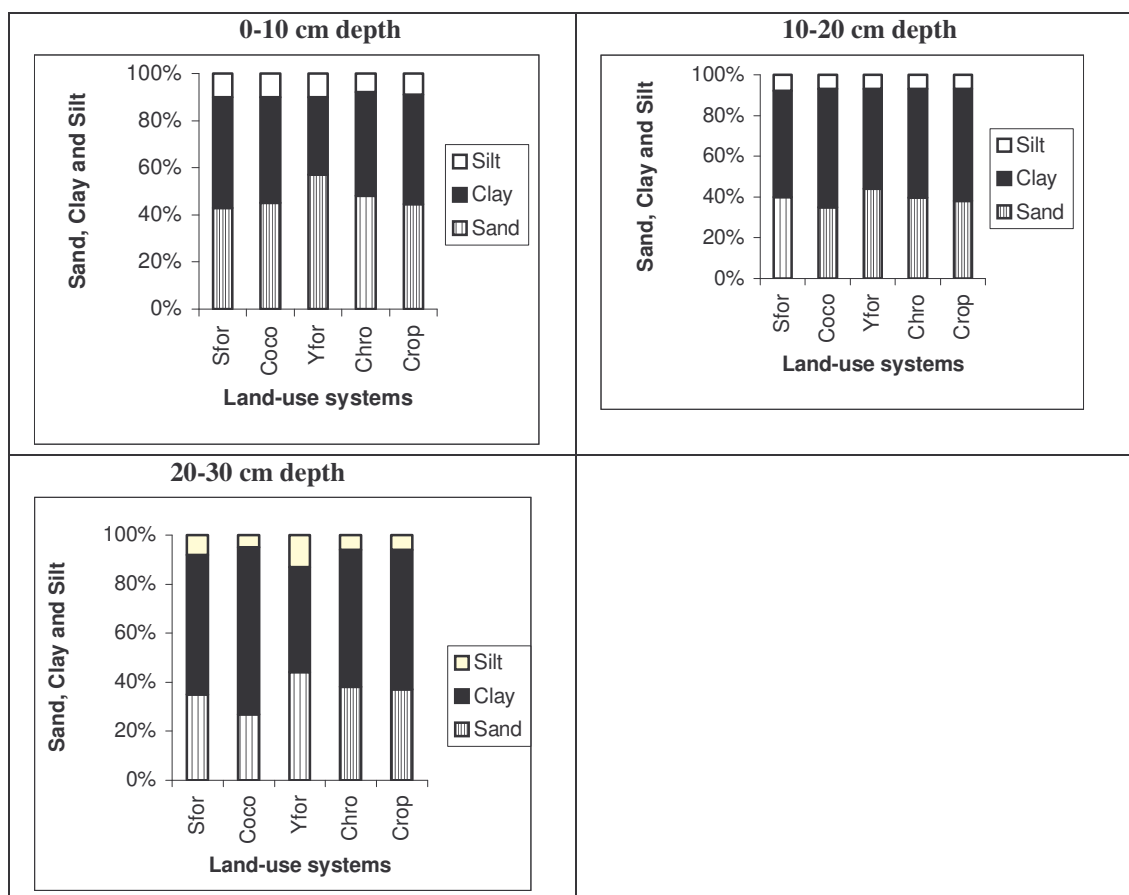 0-10 cm depth
Sand, Clay and Silt
100%
80%
60%
40%
20%
0%
Sfor
Coco
Yfor
Chro
Crop
Land-use systems
Silt
Clay
Sand
10-20 cm depth
Sand, Clay and Silt
100%
80%
60%
40%
20%
0%
Sfor
Coco
Yfor
Chro
Crop
Land-use systems
Silt
Clay
Sand
20-30 cm depth
Sand, Clay and Silt
100%
80%
60%
40%
20%
0%
Sfor
Coco
Yfor
Chro
Crop
Land-use systems
Silt
Clay
Sand